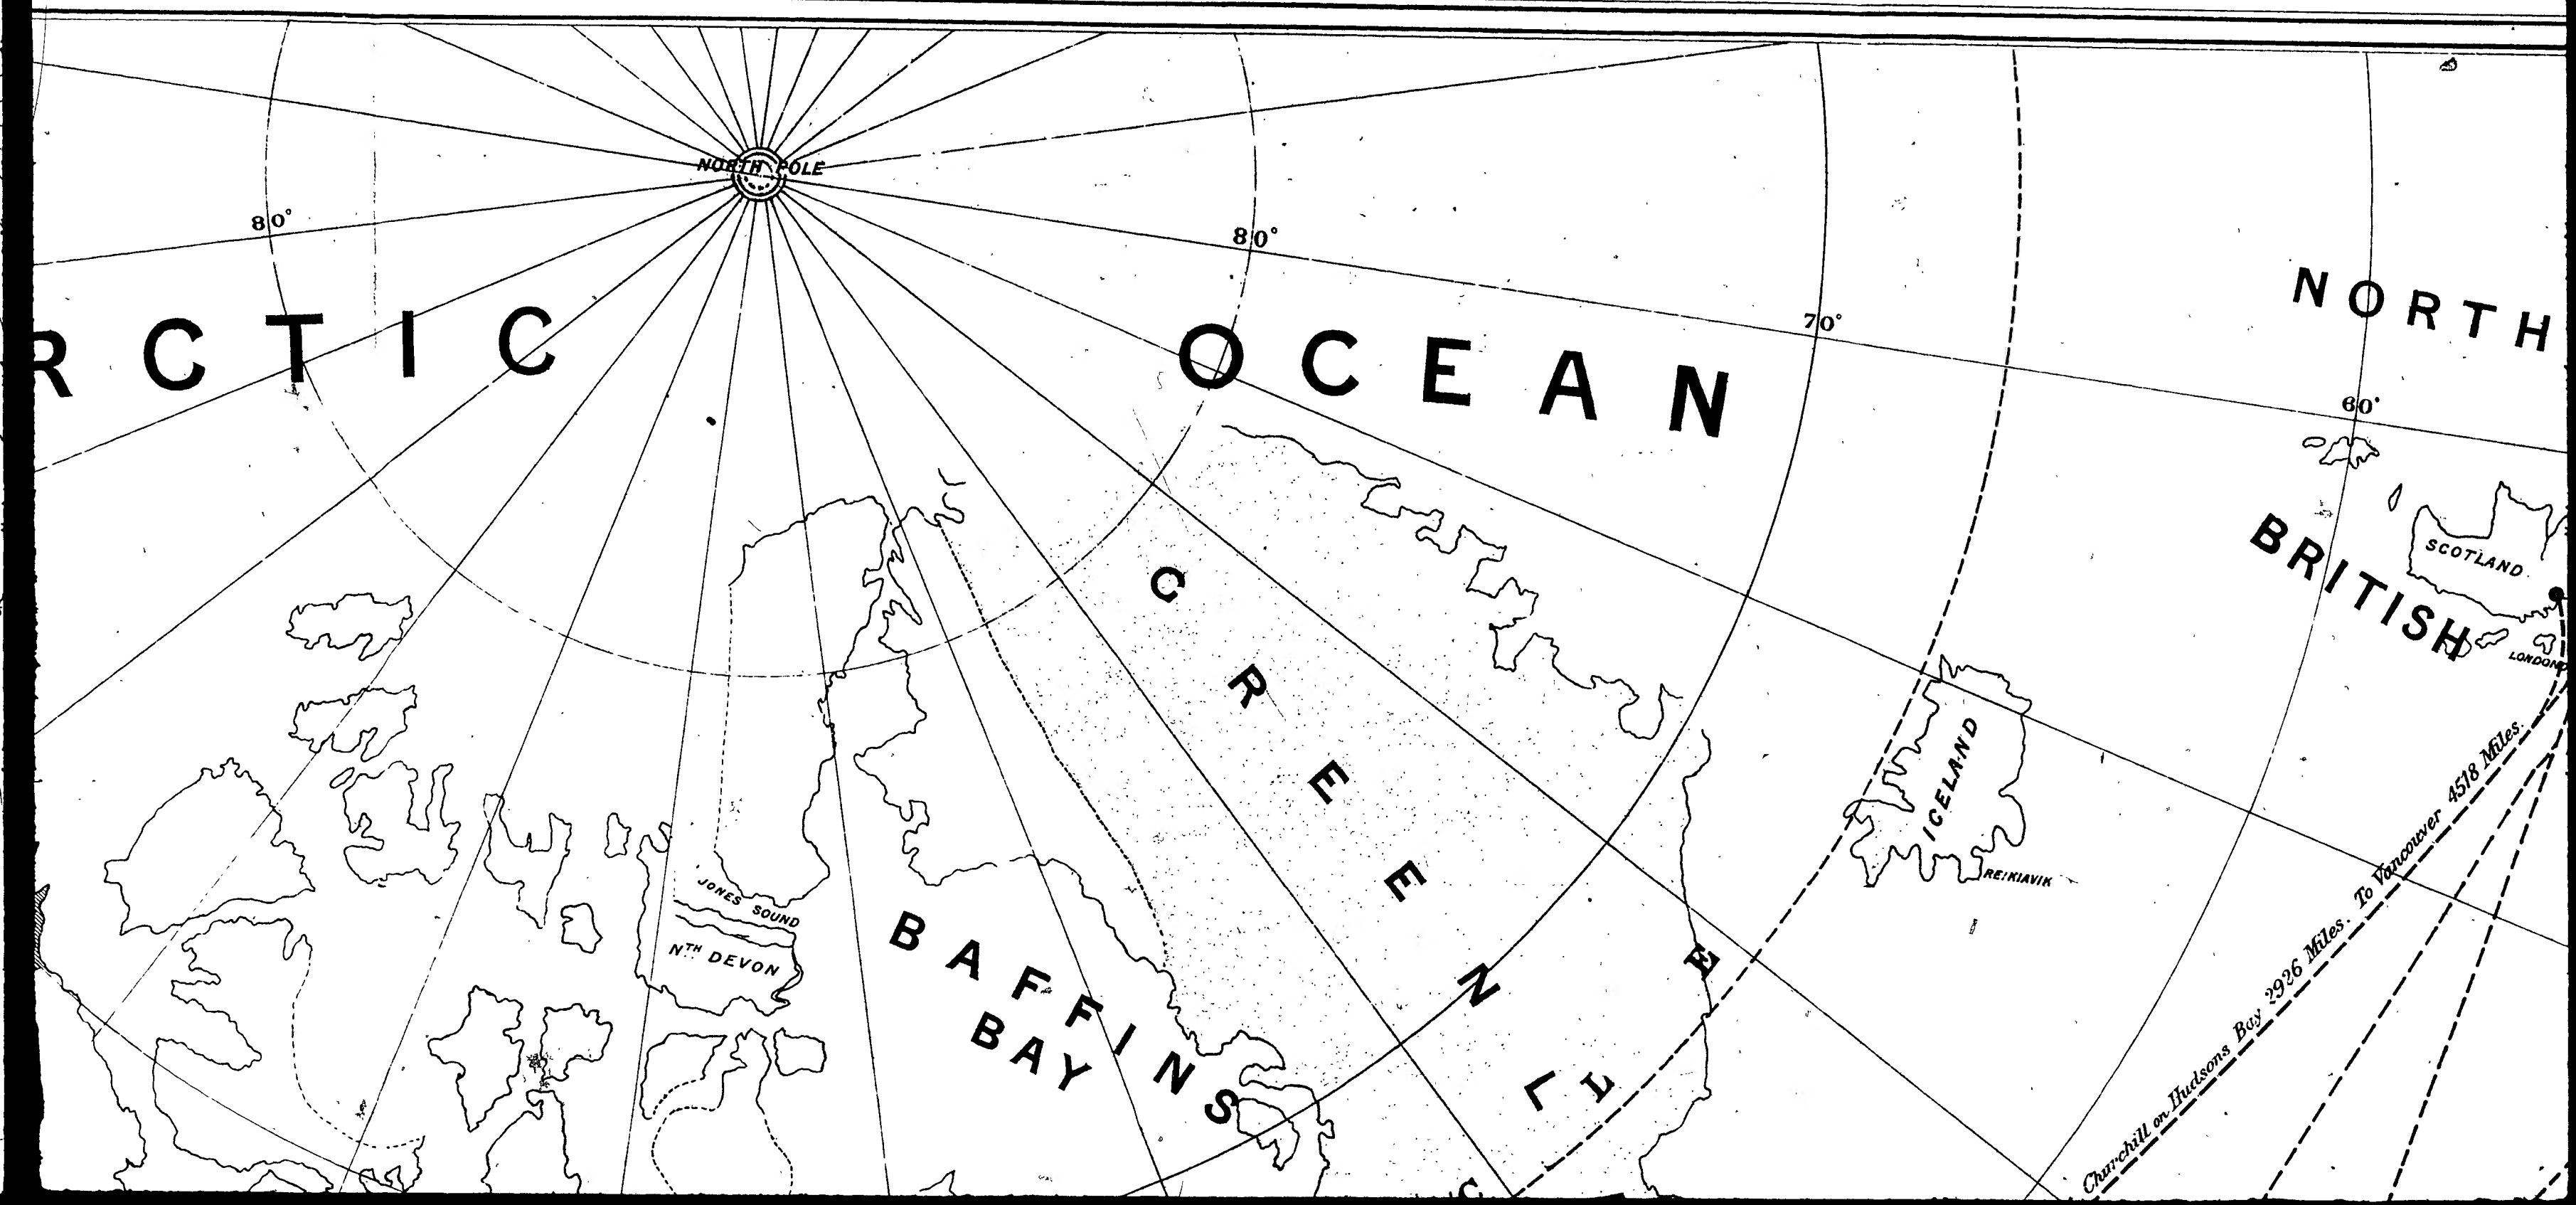 NORTH POLE
80°
80°
70°
60°
RCTIC OCEAN
NORTH
BRITISH
SCOTLAND
LONDON
ICELAND
REIKIAVIK
GREENL
C L E
JONES SOUND
NTH DEVON
BAFFINS
BAY
Churchill on Hudsons Bay 2926 Miles. To Vancouver 4518 Miles.